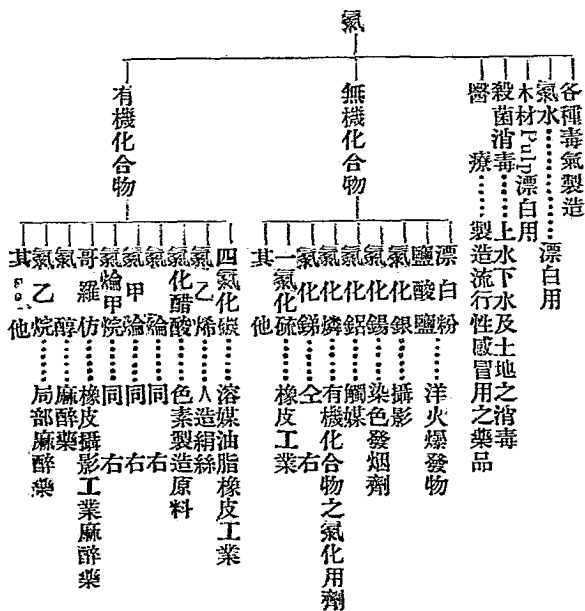 氯
各種毒氣製造
氯水………漂白用
木材Pulp漂白用
殺菌消毒…上水下水及土地之消毒
醫療……製造流行性感冒用之藥品
無機化合物
漂白粉
鹽酸鹽……洋火爆發物
氯化銀……攝影
氯化錫……染色發烟劑
氯化鋁……觸媒
氯化燐……有機化合物之氯化用劑
氯化銻……仝右
一氯化硫……橡皮工業
其他
有機化合物
四氯化碳……溶媒油脂橡皮工業
氯乙烯……人造絹絲
氯化醋酸……色素製造原料
氯淪……同右
氯甲淪……同右
氯婨甲烷……同右
哥羅仿……橡皮攝影工業麻醉藥
氯醇……麻醉藥
氯乙烷……局部麻醉藥
其他